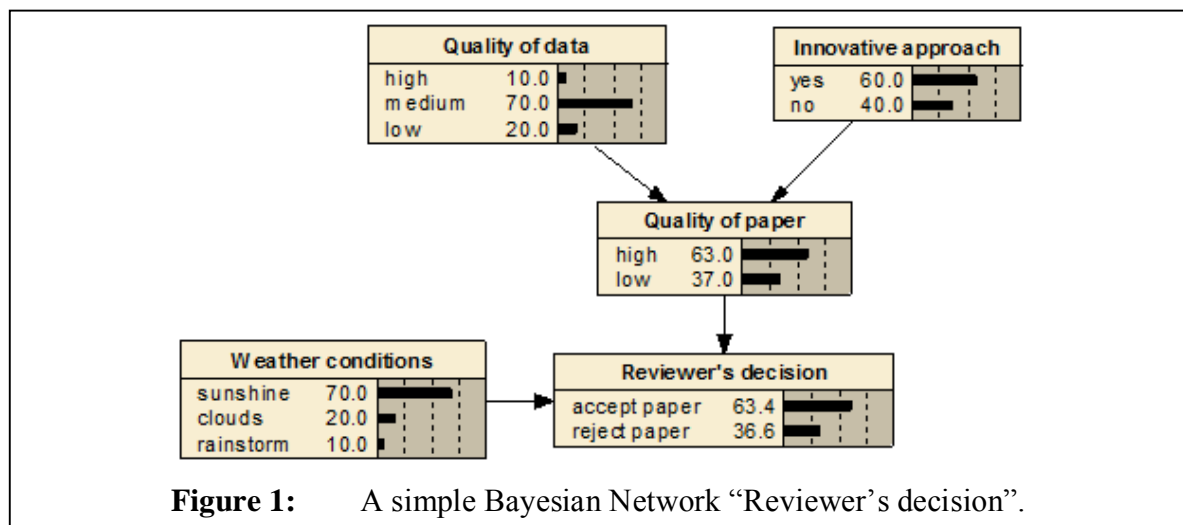 Quality of data
high 10.0
medium 70.0
low 20.0
Innovative approach
yes 60.0
no 40.0
Quality of paper
high 63.0
low 37.0
Weather conditions
sunshine 70.0
clouds 20.0
rainstorm 10.0
Reviewer's decision
accept paper 63.4
reject paper 36.6
Figure 1: A simple Bayesian Network “Reviewer’s decision”.